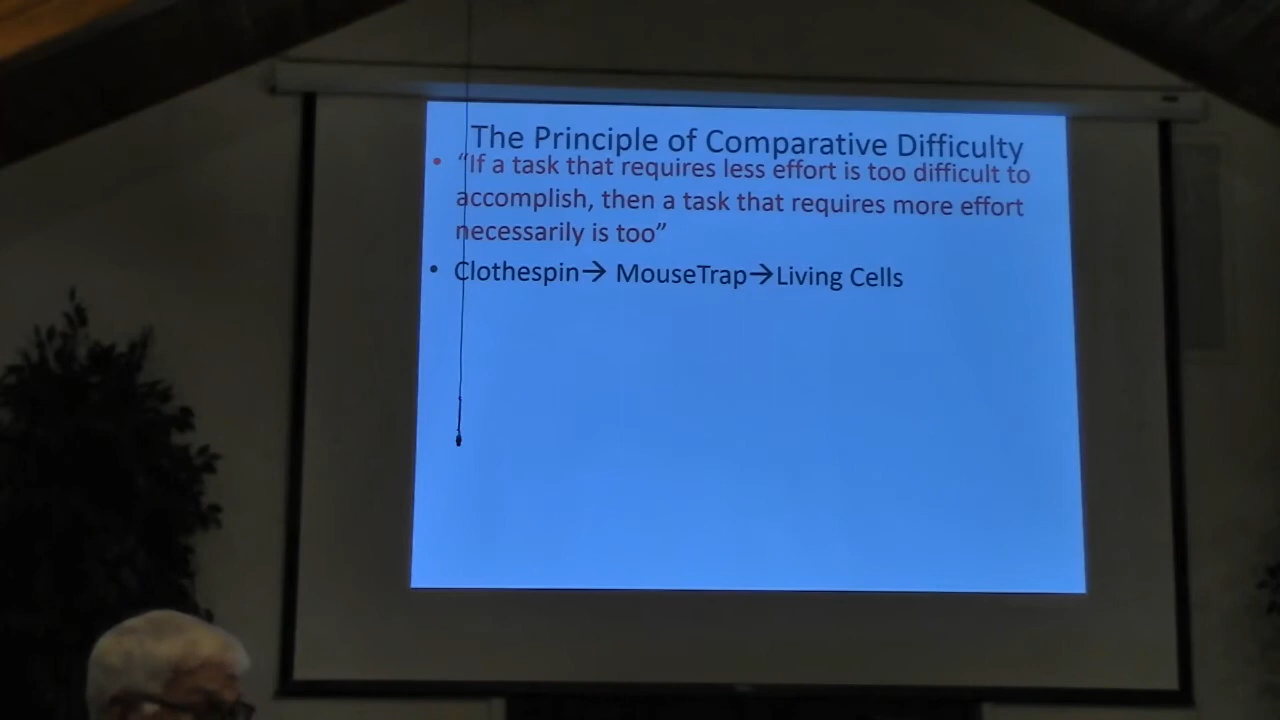 The Principle of Comparative Difficulty
• “If a task that requires less effort is too difficult to
accomplish, then a task that requires more effort
necessarily is too”
• Clothespin→ MouseTrap→Living Cells